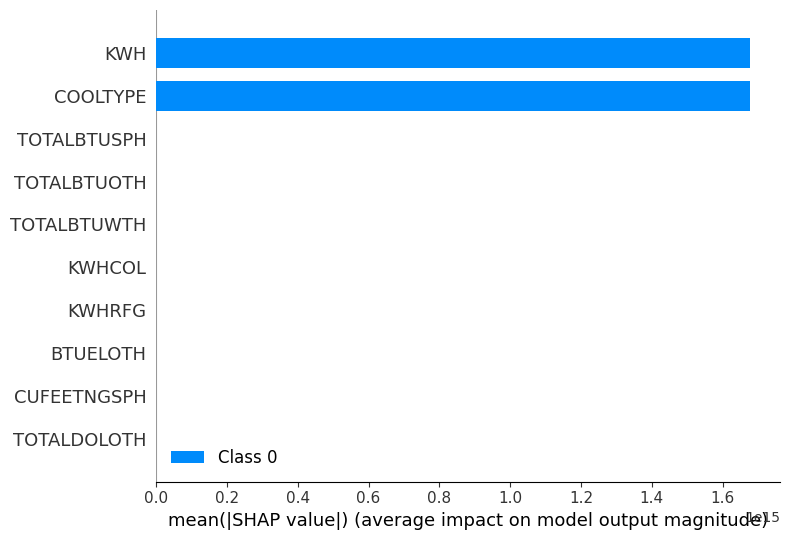 KWH
COOLTYPE
TOTALBTUSPH
TOTALBTUOTH
TOTALBTUWTH
KWHCOL
KWHRFG
BTUELOTH
CUFEETNGSPH
TOTALDOLOTH
Class 0
0.0 0.2 0.4 0.6 0.8 1.0 1.2 1.4 1.6
1e15
mean(|SHAP value|) (average impact on model output magnitude)